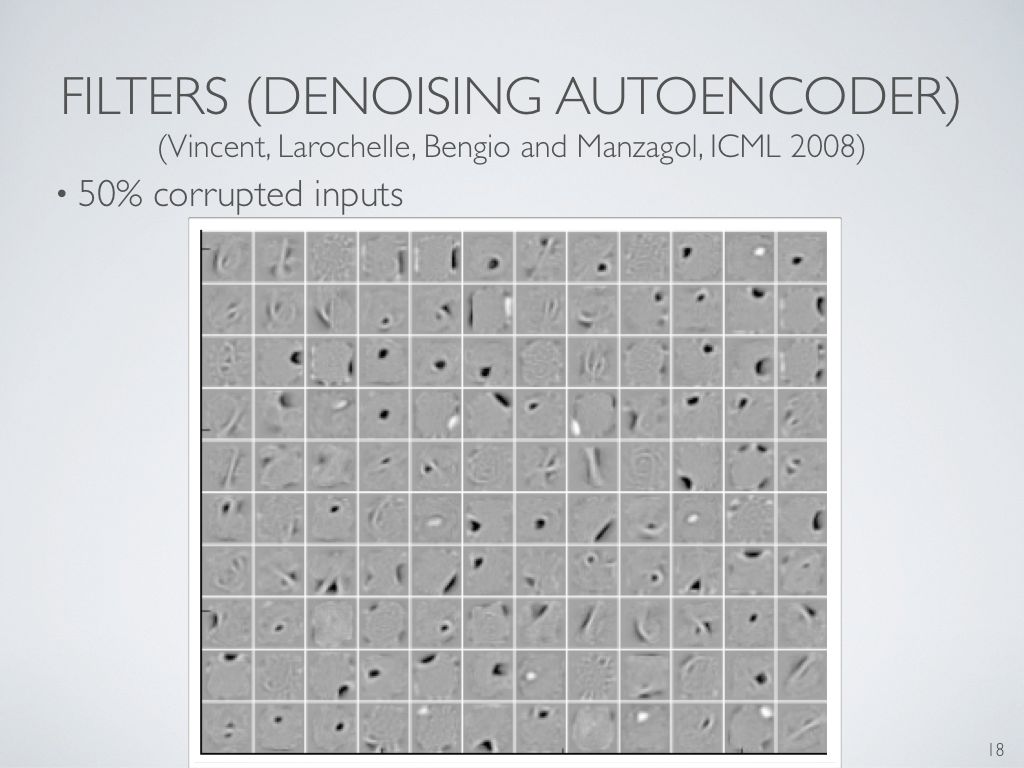 FILTERS (DENOISING AUTOENCODER)
(Vincent, Larochelle, Bengio and Manzagol, ICML 2008)
• 50% corrupted inputs
18